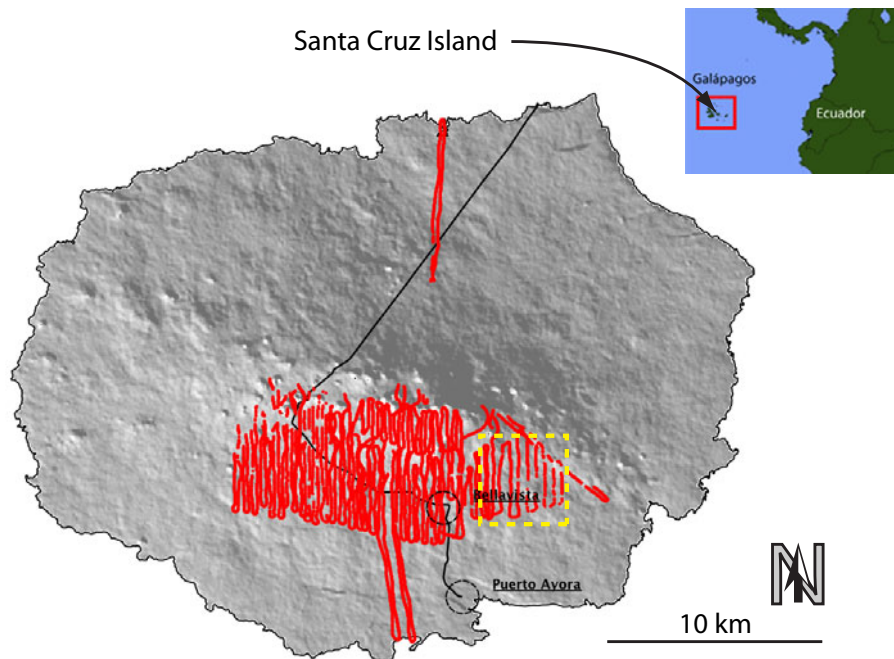 Santa Cruz Island
Galápagos
Ecuador
Bellavista
Puerto Ayora
N
10 km